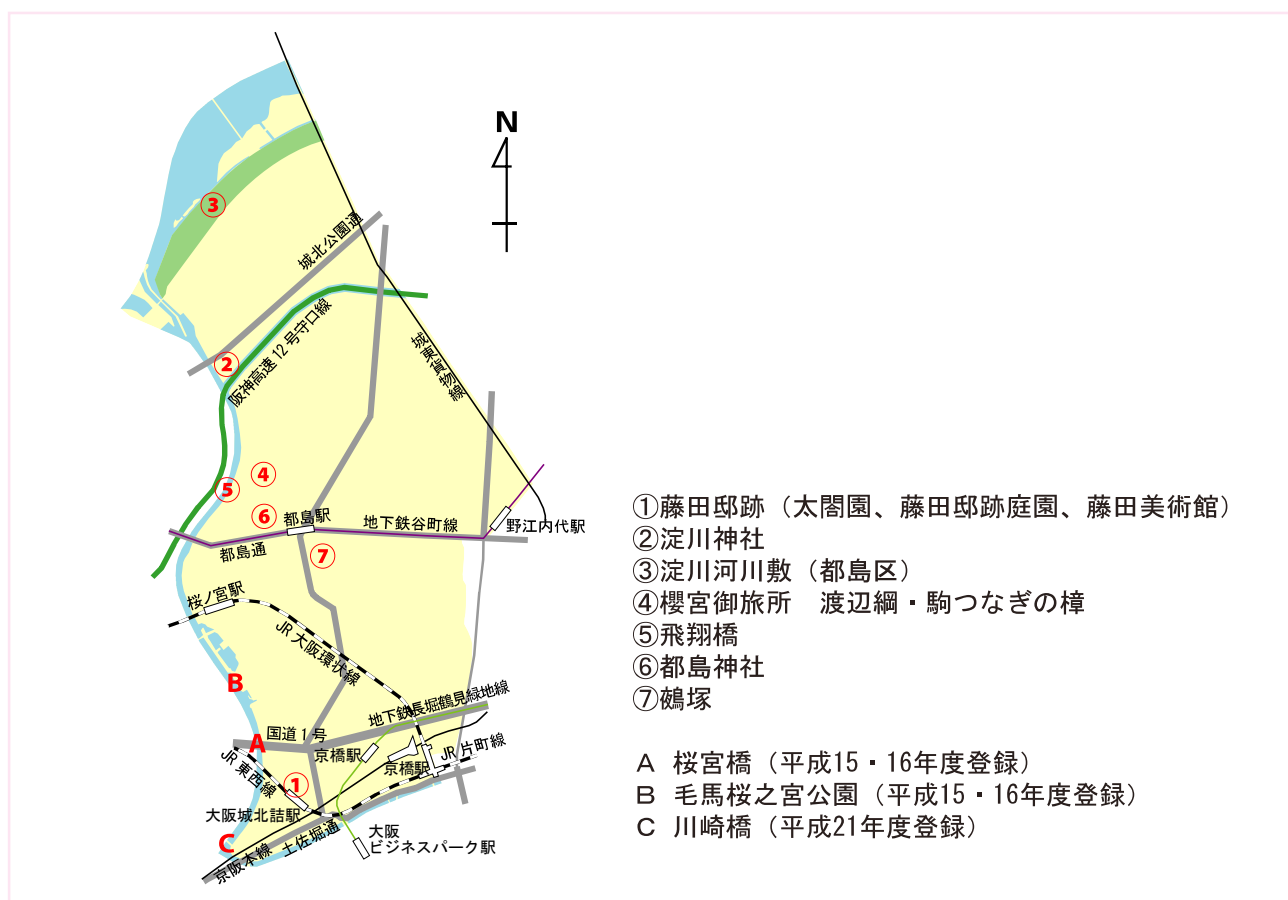 N
③
城北公園通
阪神高速12号守口線
②
城東貨物線
④
⑤
⑥
都島駅
地下鉄谷町線
野江内代駅
都島通
⑦
桜ノ宮駅
JR大阪環状線
B
地下鉄長堀鶴見緑地線
国道1号
A
京橋駅
京橋駅
JR片町線
JR東西線
①
大阪城北詰駅
C
京阪本線
土佐堀通
大阪
ビジネスパーク駅
①藤田邸跡（太閤園、藤田邸跡庭園、藤田美術館）
②淀川神社
③淀川河川敷（都島区）
④櫻宮御旅所　渡辺綱・駒つなぎの樟
⑤飛翔橋
⑥都島神社
⑦鵺塚
A 桜宮橋（平成15・16年度登録）
B 毛馬桜之宮公園（平成15・16年度登録）
C 川崎橋（平成21年度登録）